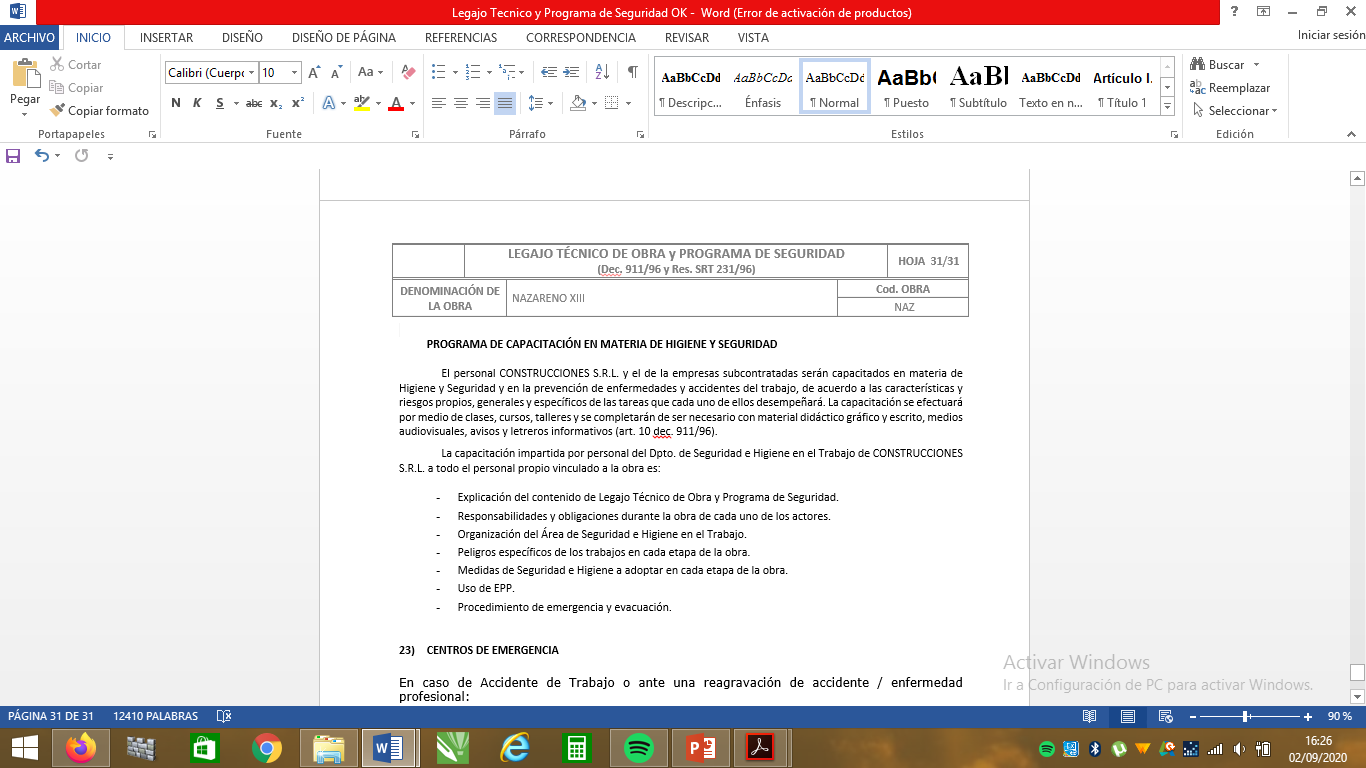 Legajo Tecnico y Programa de Seguridad OK - Word (Error de activación de productos)
ARCHIVO INICIO INSERTAR DISEÑO DISEÑO DE PÁGINA REFERENCIAS CORRESPONDENCIA REVISAR VISTA Iniciar sesión
Pegar
Cortar
Copiar
Copiar formato
Portapapeles
Calibri (Cuerpo 10
N K S abc x₂ x²
Fuente
Párrafo
AaBbCcDd AaBbCcDd AaBbCcDd AaBb( AaBl AaBbCcDd Artículo I.
¶ Descripc... Énfasis ¶ Normal ¶ Puesto ¶ Subtítulo Texto en n... ¶ Título 1
Estilos
Buscar
Reemplazar
Seleccionar
Edición
LEGAJO TÉCNICO DE OBRA y PROGRAMA DE SEGURIDAD
(Dec. 911/96 y Res. SRT 231/96)
HOJA 31/31
DENOMINACIÓN DE
LA OBRA
NAZARENO XIII
Cod. OBRA
NAZ
PROGRAMA DE CAPACITACIÓN EN MATERIA DE HIGIENE Y SEGURIDAD
El personal CONSTRUCCIONES S.R.L. y el de la empresas subcontratadas serán capacitados en materia de
Higiene y Seguridad y en la prevención de enfermedades y accidentes del trabajo, de acuerdo a las características y
riesgos propios, generales y específicos de las tareas que cada uno de ellos desempeñará. La capacitación se efectuará
por medio de clases, cursos, talleres y se completarán de ser necesario con material didáctico gráfico y escrito, medios
audiovisuales, avisos y letreros informativos (art. 10 dec. 911/96).
La capacitación impartida por personal del Dpto. de Seguridad e Higiene en el Trabajo de CONSTRUCCIONES
S.R.L. a todo el personal propio vinculado a la obra es:
- Explicación del contenido de Legajo Técnico de Obra y Programa de Seguridad.
- Responsabilidades y obligaciones durante la obra de cada uno de los actores.
- Organización del Área de Seguridad e Higiene en el Trabajo.
- Peligros específicos de los trabajos en cada etapa de la obra.
- Medidas de Seguridad e Higiene a adoptar en cada etapa de la obra.
- Uso de EPP.
- Procedimiento de emergencia y evacuación.
23) CENTROS DE EMERGENCIA
En caso de Accidente de Trabajo o ante una reagravación de accidente / enfermedad
profesional:
Activar Windows
Ir a Configuración de PC para activar Windows.
PÁGINA 31 DE 31 12410 PALABRAS 90 %
16:26
02/09/2020